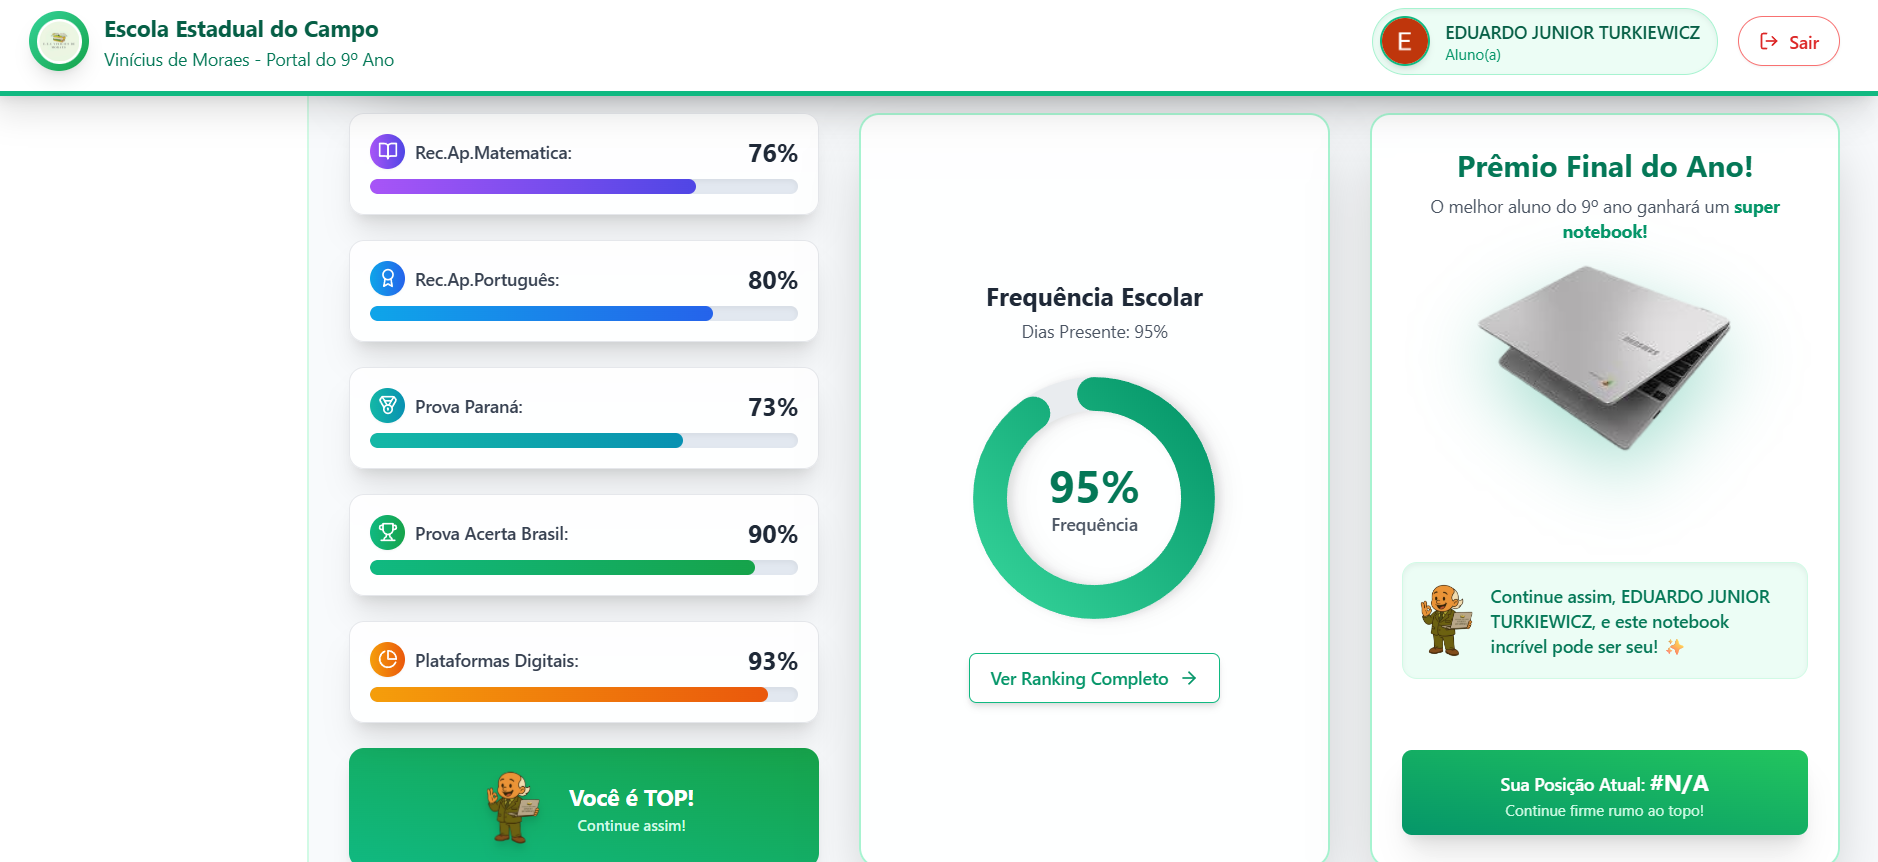 Escola Estadual do Campo
Vinícius de Moraes - Portal do 9º Ano
E
EDUARDO JUNIOR TURKIEWICZ
Aluno(a)
Sair
Rec.Ap.Matematica:
76%
Rec.Ap.Português:
80%
Prova Paraná:
73%
Prova Acerta Brasil:
90%
Plataformas Digitais:
93%
Você é TOP!
Continue assim!
Frequência Escolar
Dias Presente: 95%
95%
Frequência
Ver Ranking Completo
Prêmio Final do Ano!
O melhor aluno do 9º ano ganhará um super
notebook!
SAMSUNG
Continue assim, EDUARDO JUNIOR
TURKIEWICZ, e este notebook
incrível pode ser seu! ✨
Sua Posição Atual: #N/A
Continue firme rumo ao topo!